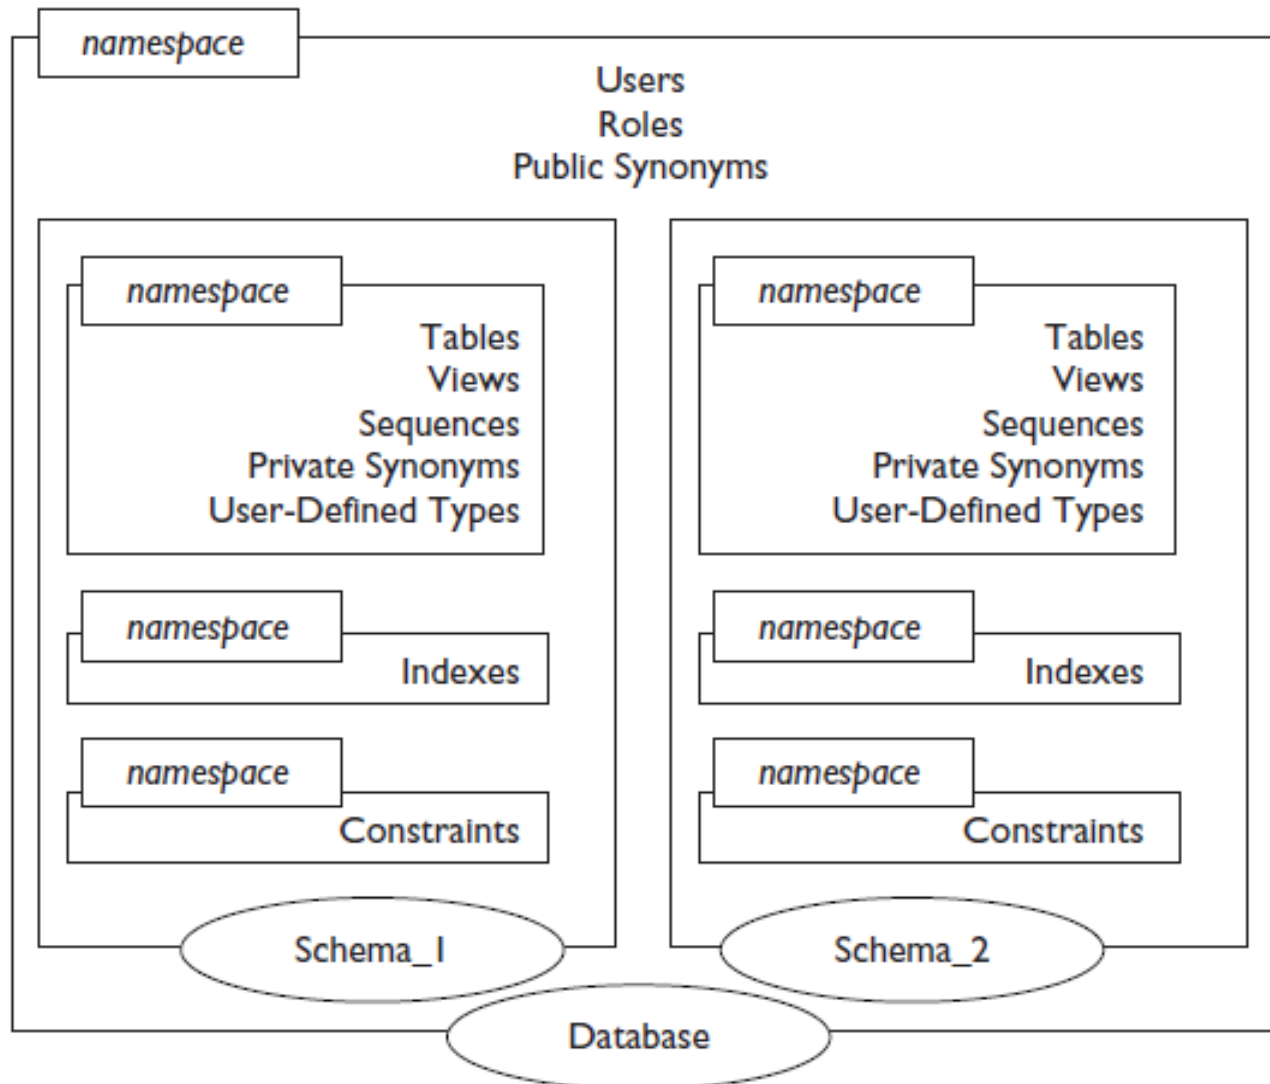 namespace
Users
Roles
Public Synonyms
namespace
Tables
Views
Sequences
Private Synonyms
User-Defined Types
namespace
Indexes
namespace
Constraints
Schema_1
namespace
Tables
Views
Sequences
Private Synonyms
User-Defined Types
namespace
Indexes
namespace
Constraints
Schema_2
Database